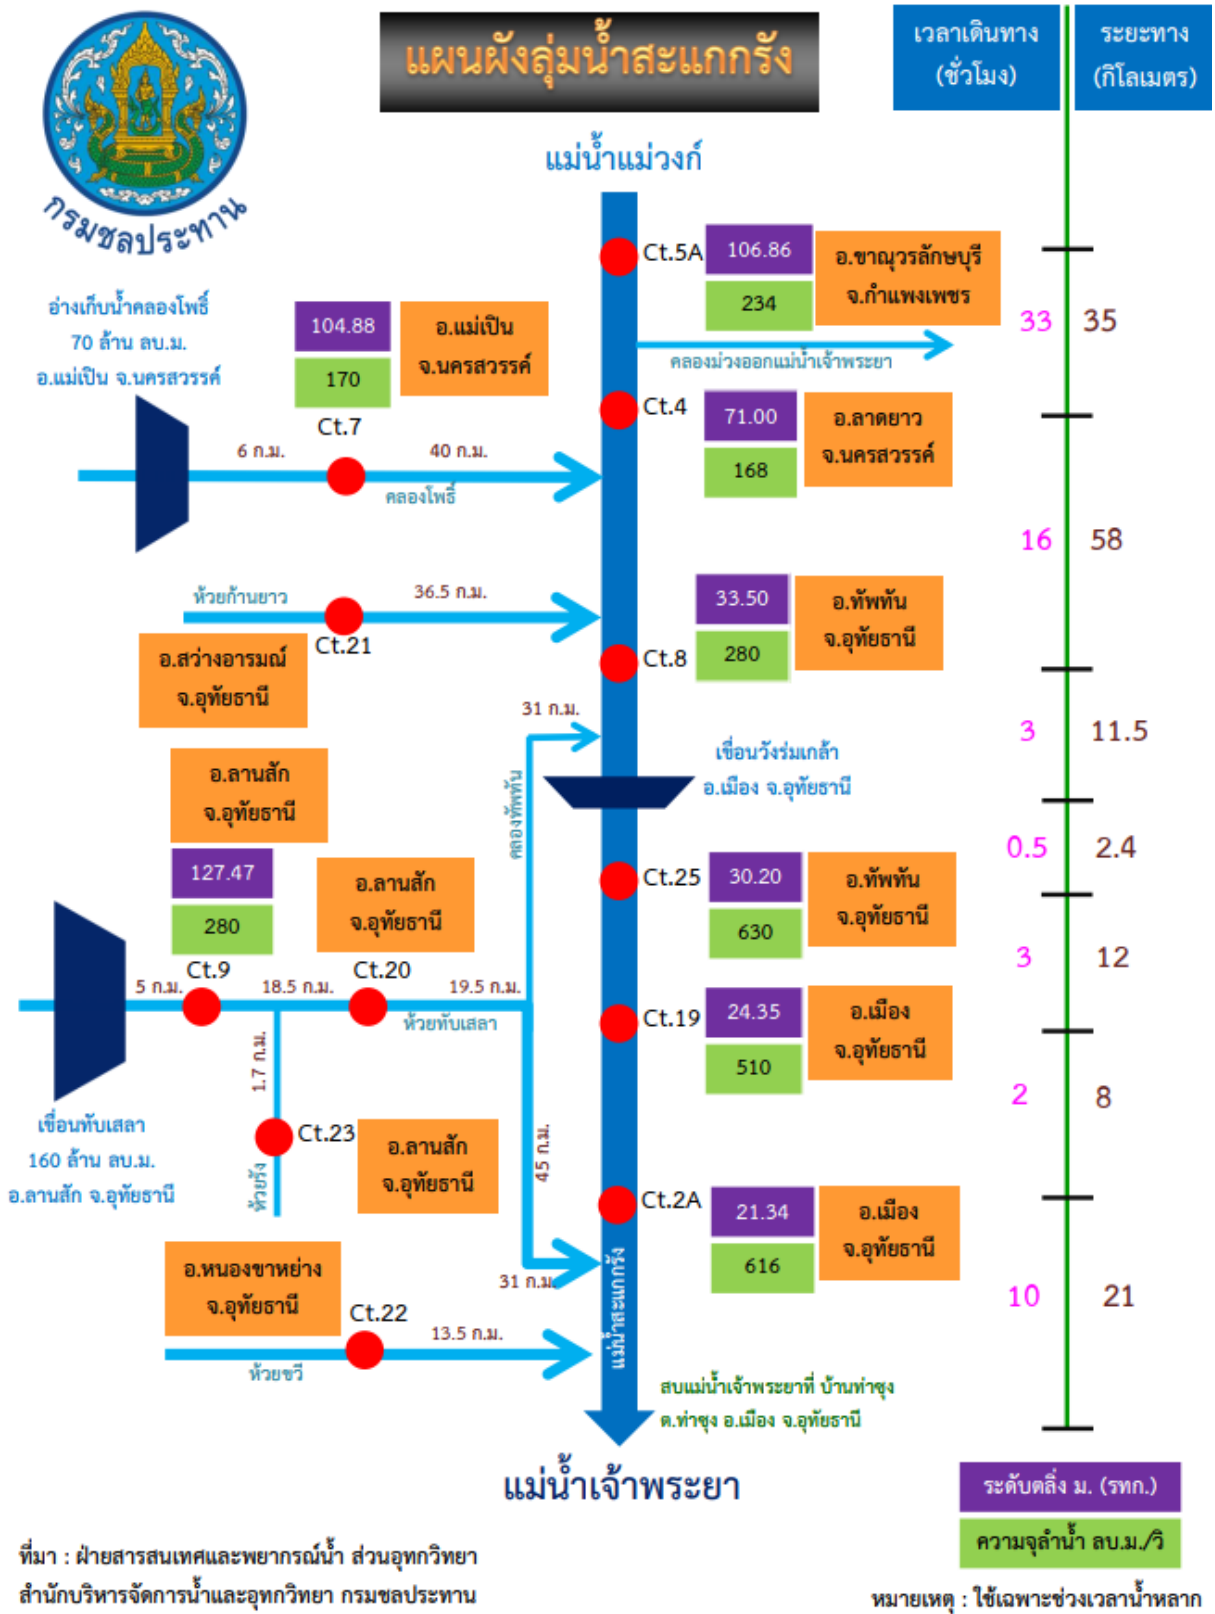 แผนผังลุ่มน้ำสะแกกรัง
เวลาเดินทาง
(ชั่วโมง)
ระยะทาง
(กิโลเมตร)
กรมชลประทาน
แม่น้ำแม่วงก์
Ct.5A
106.86
234
อ.ขาณุวรลักษบุรี
จ.กำแพงเพชร
33
35
อ่างเก็บน้ำคลองโพธิ์
70 ล้าน ลบ.ม.
อ.แม่เปิน จ.นครสวรรค์
104.88
170
อ.แม่เปิน
จ.นครสวรรค์
Ct.7
คลองม่วงออกแม่น้ำเจ้าพระยา
Ct.4
71.00
168
อ.ลาดยาว
จ.นครสวรรค์
6 ก.ม.
40 ก.ม.
คลองโพธิ์
16
58
ห้วยก้านยาว
36.5 ก.ม.
Ct.21
อ.สว่างอารมณ์
จ.อุทัยธานี
Ct.8
33.50
280
อ.ทัพทัน
จ.อุทัยธานี
31 ก.ม.
คลองทัพทัน
3
11.5
เขื่อนวังร่มเกล้า
อ.เมือง จ.อุทัยธานี
อ.ลานสัก
จ.อุทัยธานี
127.47
280
Ct.9
อ.ลานสัก
จ.อุทัยธานี
Ct.20
0.5
2.4
Ct.25
30.20
630
อ.ทัพทัน
จ.อุทัยธานี
3
12
5 ก.ม.
18.5 ก.ม.
19.5 ก.ม.
ห้วยทับเสลา
Ct.19
24.35
510
อ.เมือง
จ.อุทัยธานี
1.7 ก.ม.
2
8
เขื่อนทับเสลา
160 ล้าน ลบ.ม.
อ.ลานสัก จ.อุทัยธานี
Ct.23
ห้วยรัง
อ.ลานสัก
จ.อุทัยธานี
45 ก.ม.
Ct.2A
21.34
616
อ.เมือง
จ.อุทัยธานี
31 ก.ม.
แม่น้ำสะแกกรัง
10
21
อ.หนองขาหย่าง
จ.อุทัยธานี
Ct.22
13.5 ก.ม.
ห้วยขวี
สบแม่น้ำเจ้าพระยาที่ บ้านท่าซุง
ต.ท่าซุง อ.เมือง จ.อุทัยธานี
แม่น้ำเจ้าพระยา
ระดับตลิ่ง ม. (รทก.)
ความจุลำน้ำ ลบ.ม./วิ
ที่มา : ฝ่ายสารสนเทศและพยากรณ์น้ำ ส่วนอุทกวิทยา
สำนักบริหารจัดการน้ำและอุทกวิทยา กรมชลประทาน
หมายเหตุ : ใช้เฉพาะช่วงเวลาน้ำหลาก